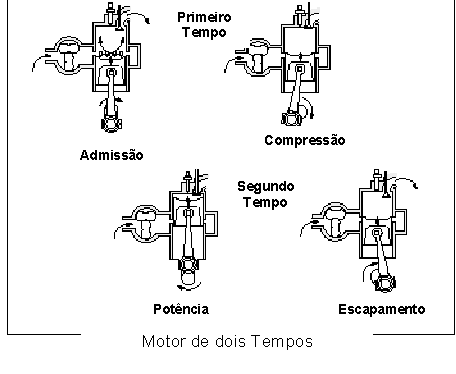 Primeiro
Tempo
Admissão
Compressão
Segundo
Tempo
Potência
Escapamento
Motor de dois Tempos